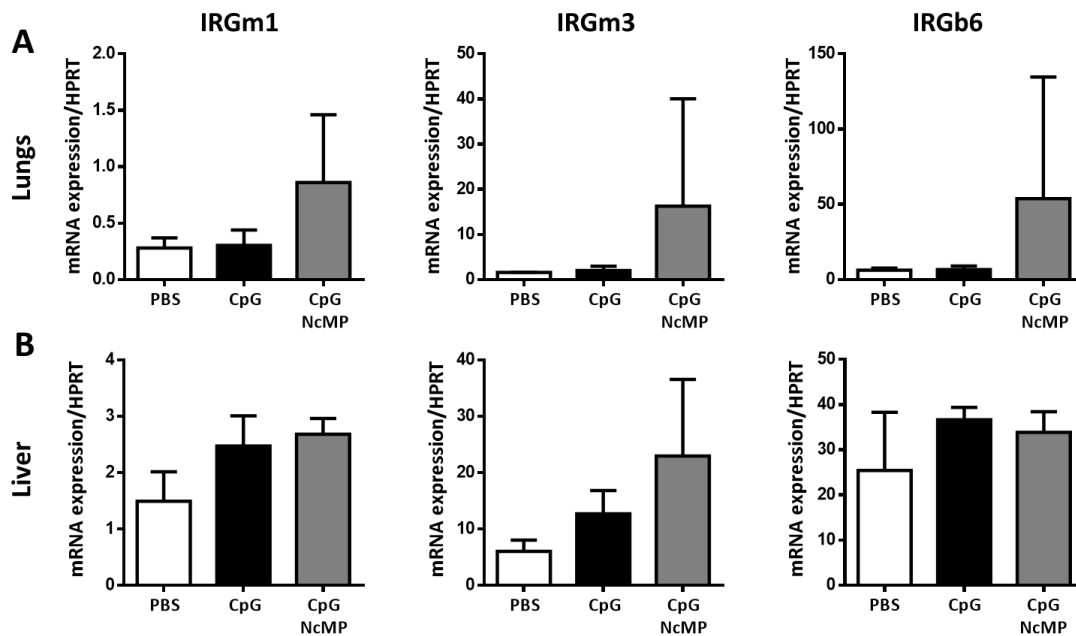 IRGm1
IRGm3
IRGb6
A
Lungs
mRNA expression/HPRT
2.0
1.5
1.0
0.5
0.0
PBS
CpG
CpG
NcMP
mRNA expression/HPRT
50
40
30
20
10
0
PBS
CpG
CpG
NcMP
mRNA expression/HPRT
150
100
50
0
PBS
CpG
CpG
NcMP
B
Liver
mRNA expression/HPRT
4
3
2
1
0
PBS
CpG
CpG
NcMP
mRNA expression/HPRT
40
30
20
10
0
PBS
CpG
CpG
NcMP
mRNA expression/HPRT
50
40
30
20
10
0
PBS
CpG
CpG
NcMP